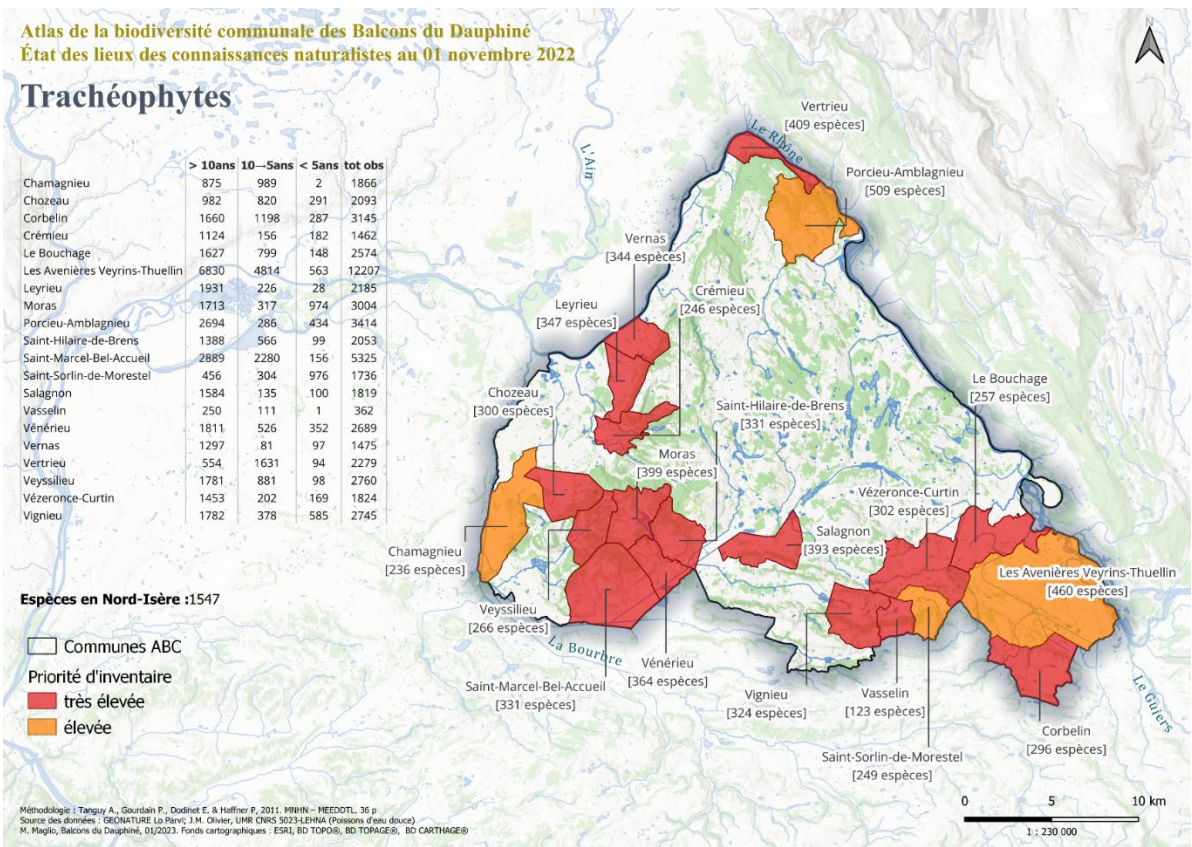 Atlas de la biodiversité communale des Balcons du Dauphiné
État des lieux des connaissances naturalistes au 01 novembre 2022
Trachéophytes
> 10ans 10→5ans < 5ans tot obs
Chamagnieu 875 989 2 1866
Chozeau 982 820 291 2093
Corbelin 1660 1198 287 3145
Crémieu 1124 156 182 1462
Le Bouchage 1627 799 148 2574
Les Avenières Veyrins-Thuellin 6830 4814 563 12207
Leyrieu 1931 226 28 2185
Moras 1713 317 974 3004
Porcieu-Amblagnieu 2694 286 434 3414
Saint-Hilaire-de-Brens 1388 566 99 2053
Saint-Marcel-Bel-Accueil 2889 2280 156 5325
Saint-Sorlin-de-Morestel 456 304 976 1736
Salagnon 1584 135 100 1819
Vasselin 250 111 1 362
Vénérieu 1811 526 352 2689
Vernas 1297 81 97 1475
Vertrieu 554 1631 94 2279
Veyssilieu 1781 881 98 2760
Vézeronce-Curtin 1453 202 169 1824
Vignieu 1782 378 585 2745
Espèces en Nord-Isère :1547
Communes ABC
Priorité d'inventaire
très élevée
élevée
N
Vertrieu
[409 espèces]
Le Rhône
L'Ain
Porcieu-Amblagnieu
[509 espèces]
Vernas
[344 espèces]
Crémieu
[246 espèces]
Leyrieu
[347 espèces]
Chozeau
[300 espèces]
Saint-Hilaire-de-Brens
[331 espèces]
Le Bouchage
[257 espèces]
Moras
[399 espèces]
Vézeronce-Curtin
[302 espèces]
Salagnon
[393 espèces]
Chamagnieu
[236 espèces]
Les Avenières Veyrins-Thuellin
[460 espèces]
Veyssilieu
[266 espèces]
La Bourbre
Vénérieu
[364 espèces]
Saint-Marcel-Bel-Accueil
[331 espèces]
Vignieu
[324 espèces]
Vasselin
[123 espèces]
Le Guiers
Corbelin
[296 espèces]
Saint-Sorlin-de-Morestel
[249 espèces]
0 5 10 km
1 : 230 000
Méthodologie : Tanguy A., Gourdain P., Dodinet E. & Haffner P, 2011. MNHN – MEEDDTL. 36 p
Source des données : GEONATURE Lo Parvi; J.M. Olivier, UMR CNRS 5023-LEHNA (Poissons d'eau douce)
M. Maglio, Balcons du Dauphiné, 01/2023. Fonds cartographiques : ESRI, BD TOPO®, BD TOPAGE®, BD CARTHAGE®